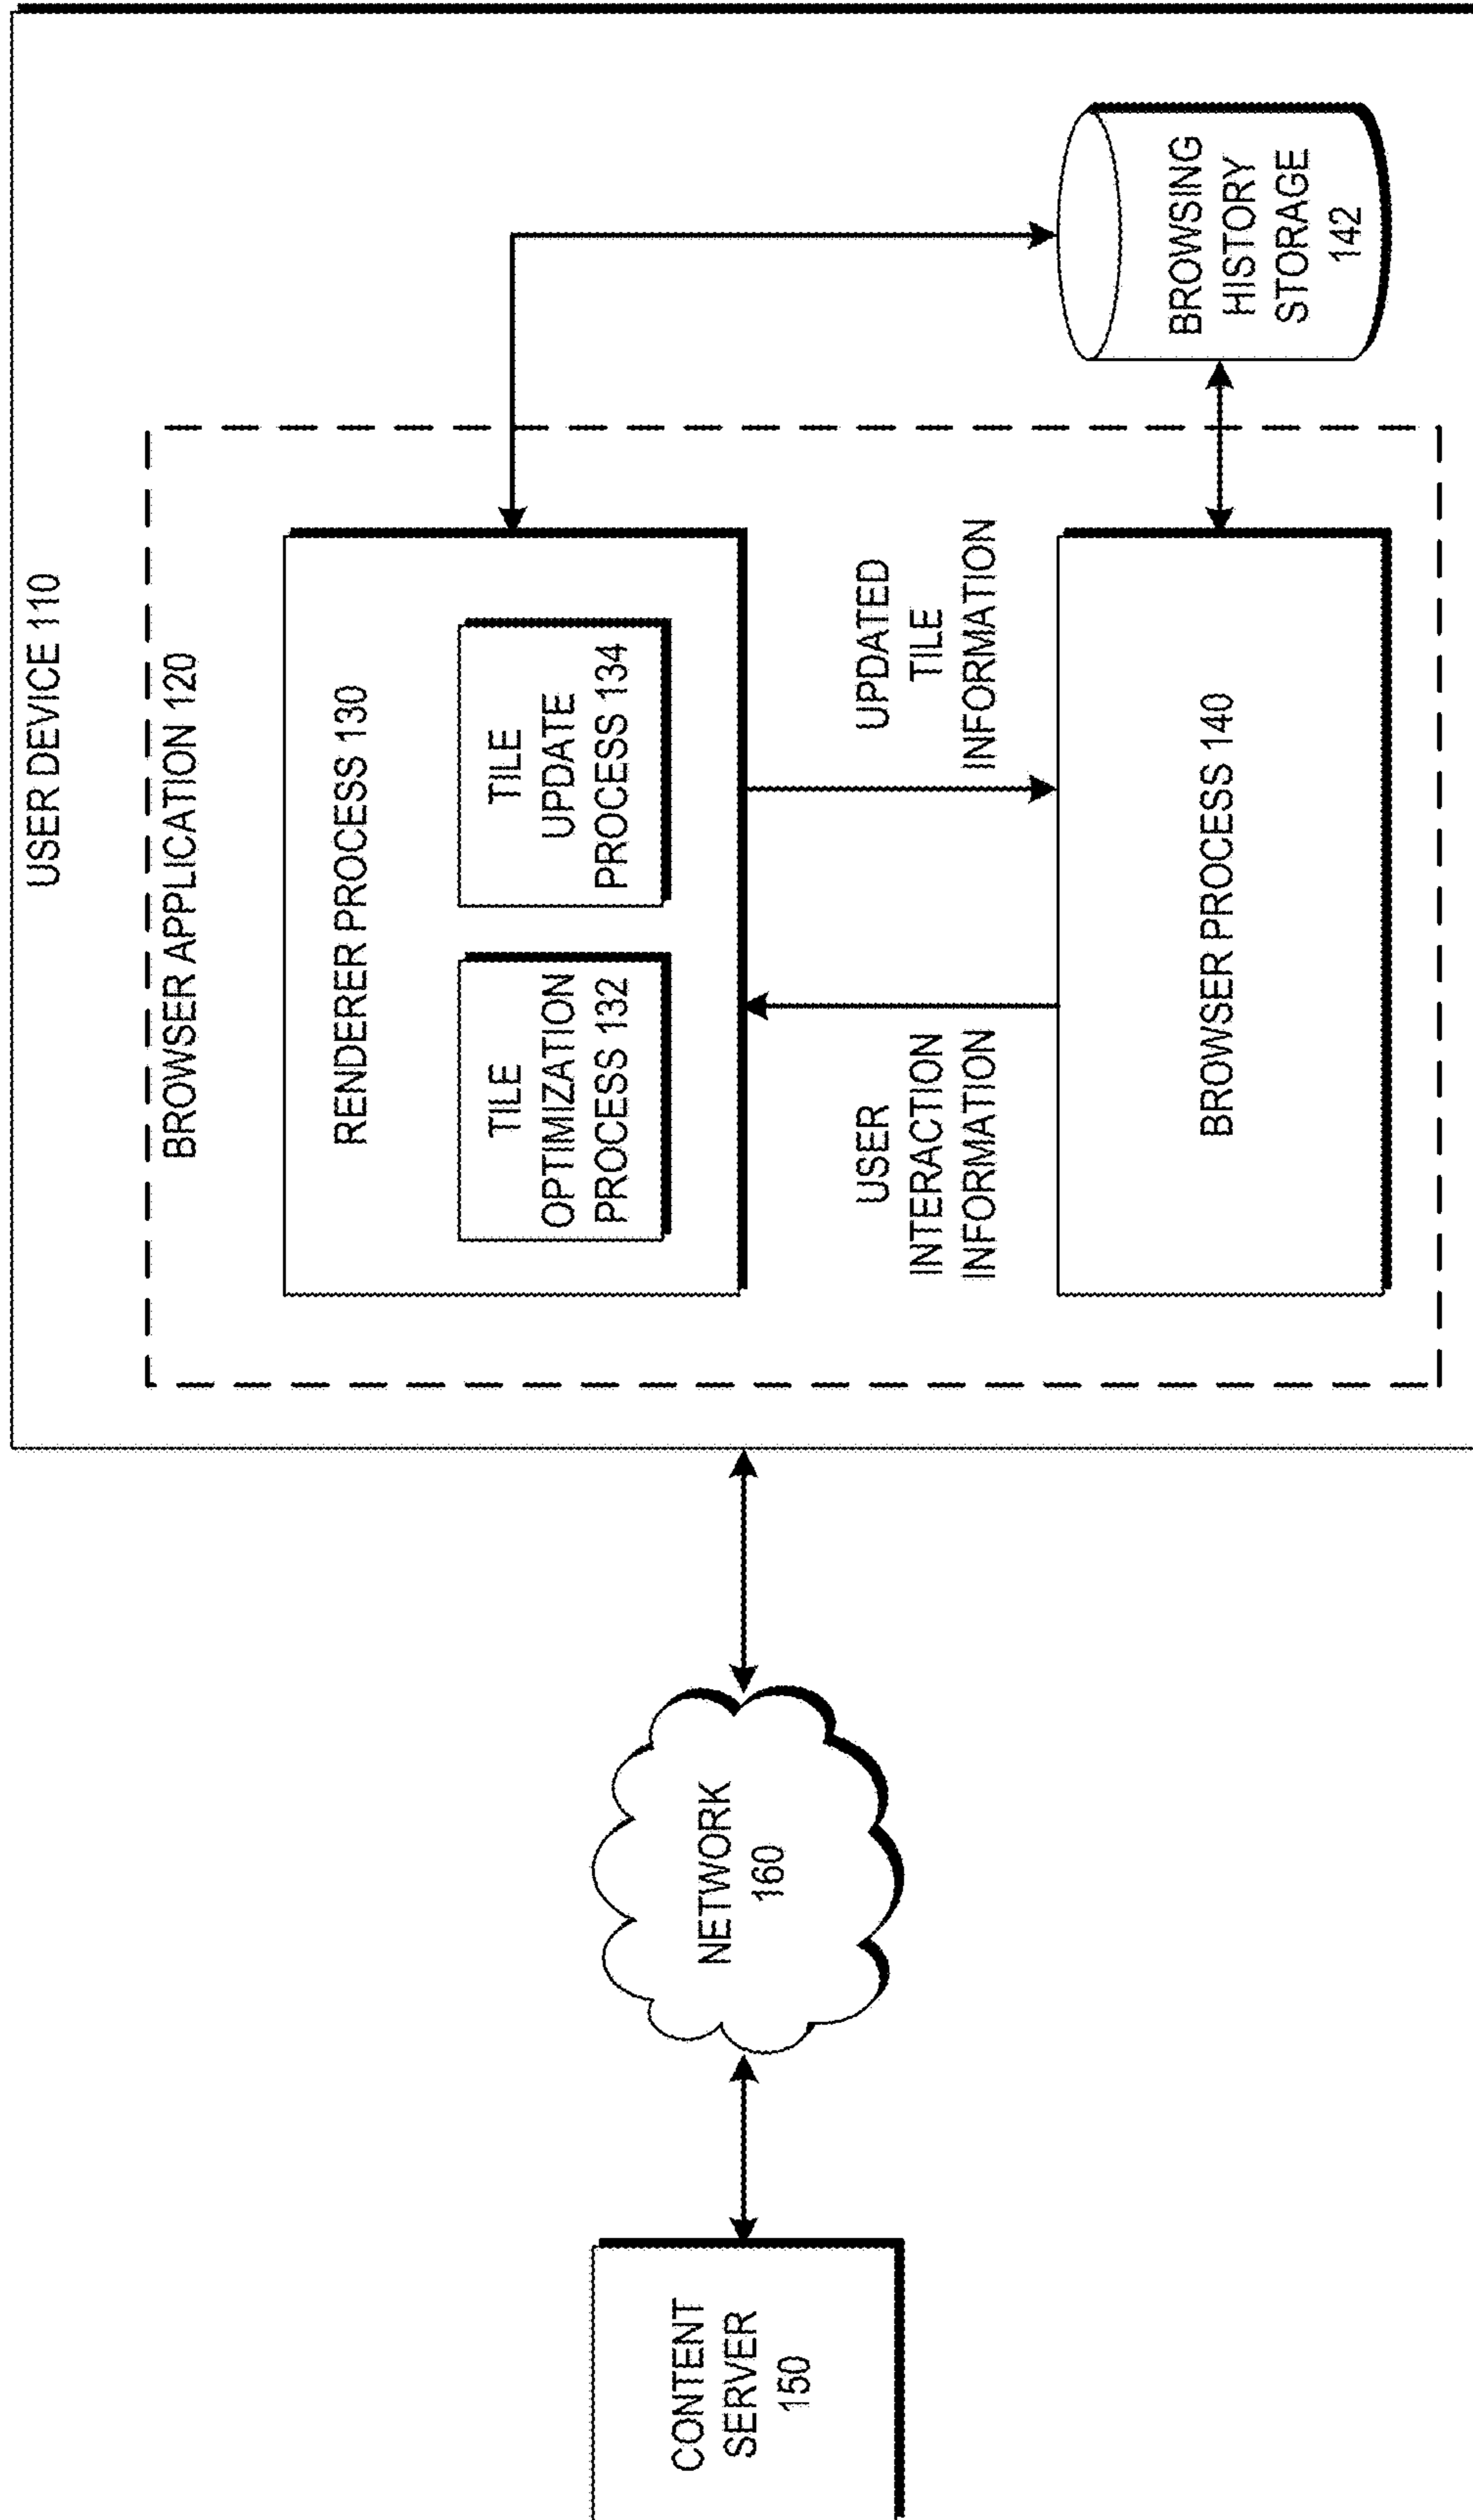 USER DEVICE 110
BROWSER APPLICATION 120
RENDERER PROCESS 130
TILE
OPTIMIZATION
PROCESS 132
TILE
UPDATE
PROCESS 134
USER
INTERACTION
INFORMATION
UPDATED
TILE
INFORMATION
BROWSER PROCESS 140
BROWSING
HISTORY
STORAGE
142
NETWORK
160
CONTENT
SERVER
150